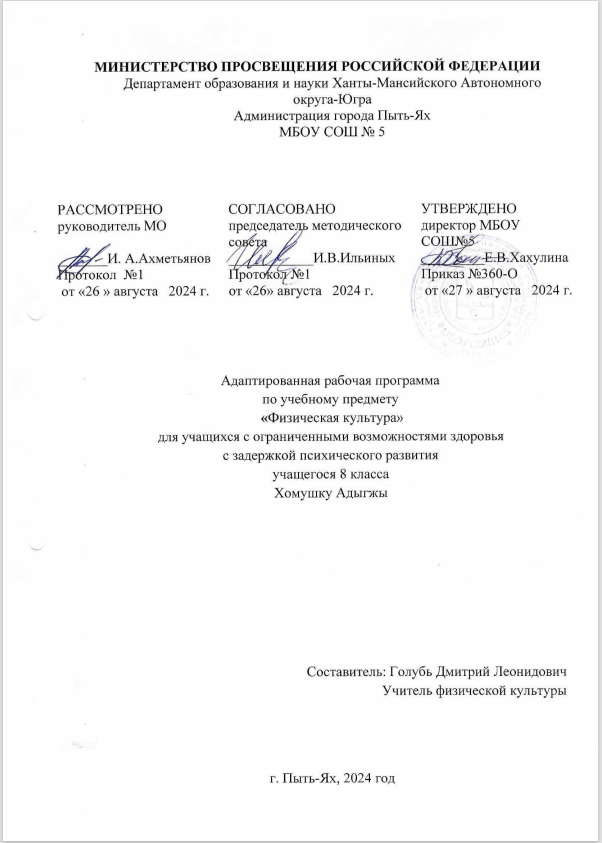 МИНИСТЕРСТВО ПРОСВЕЩЕНИЯ РОССИЙСКОЙ ФЕДЕРАЦИИ
Департамент образования и науки Ханты-Мансийского Автономного
округа-Югра
Администрация города Пыть-Ях
МБОУ СОШ № 5
РАССМОТРЕНО
руководитель МО
И. А.Ахметьянов
Протокол №1
от «26 » августа 2024 г.
СОГЛАСОВАНО
председатель методического
совета
И.В.Ильиных
Протокол №1
от «26» августа 2024 г.
УТВЕРЖДЕНО
директор МБОУ
СОШ№5
Е.В.Хахулина
Приказ №360-О
от «27 » августа 2024 г.
Адаптированная рабочая программа
по учебному предмету
«Физическая культура»
для учащихся с ограниченными возможностями здоровья
с задержкой психического развития
учащегося 8 класса
Хомушку Адыгжы
Составитель: Голубь Дмитрий Леонидович
Учитель физической культуры
г. Пыть-Ях, 2024 год